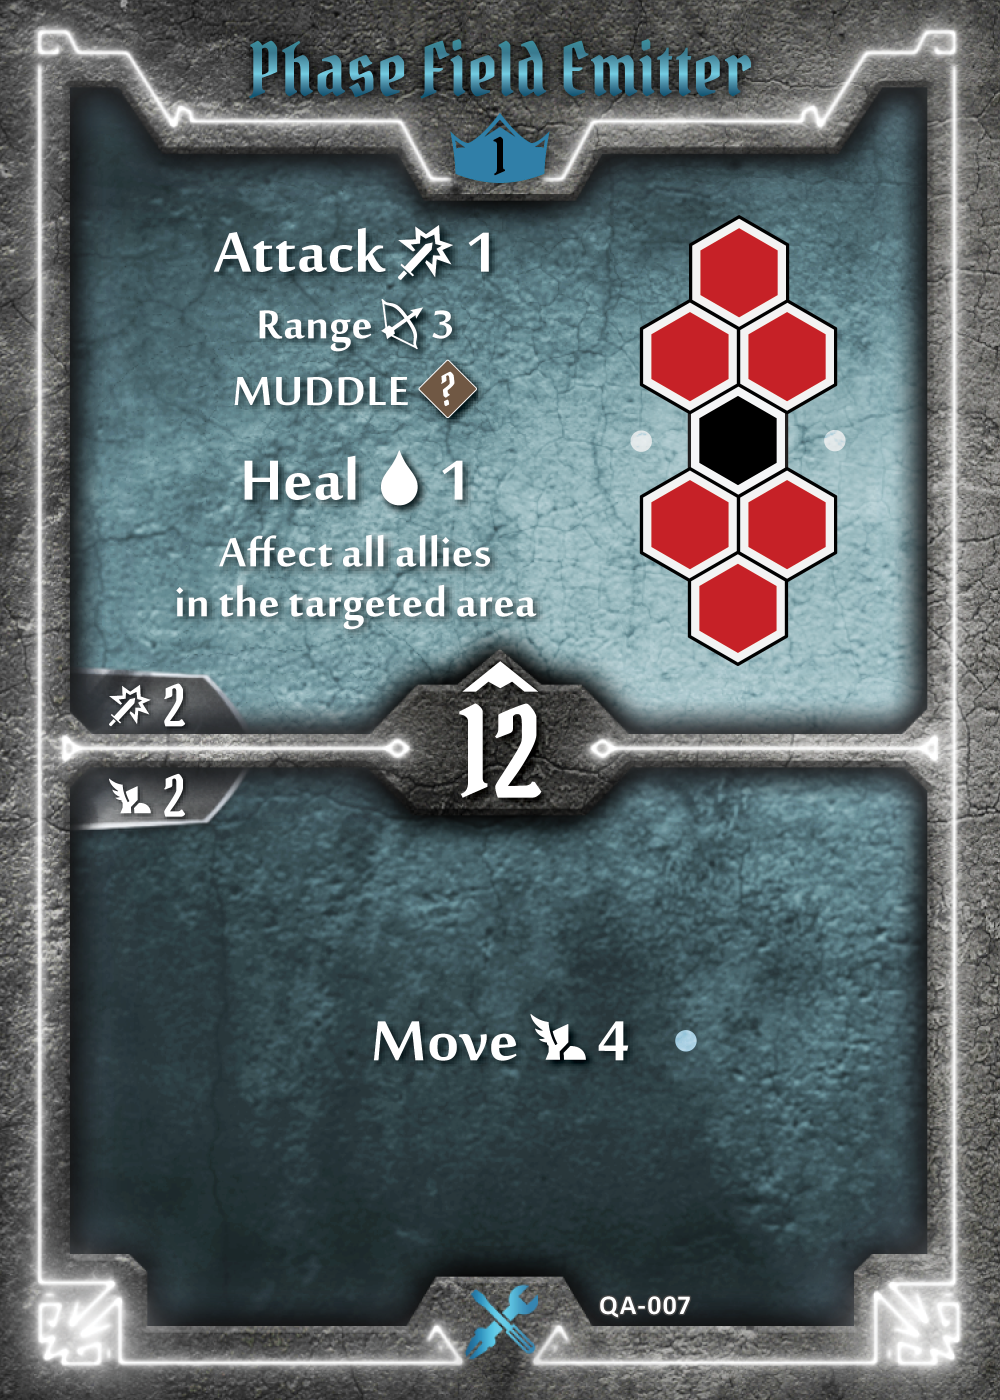 Phase Field Emitter
1
Attack 1
Range 3
MUDDLE ?
Heal 1
Affect all allies
in the targeted area
2
12
2
Move 4
QA-007